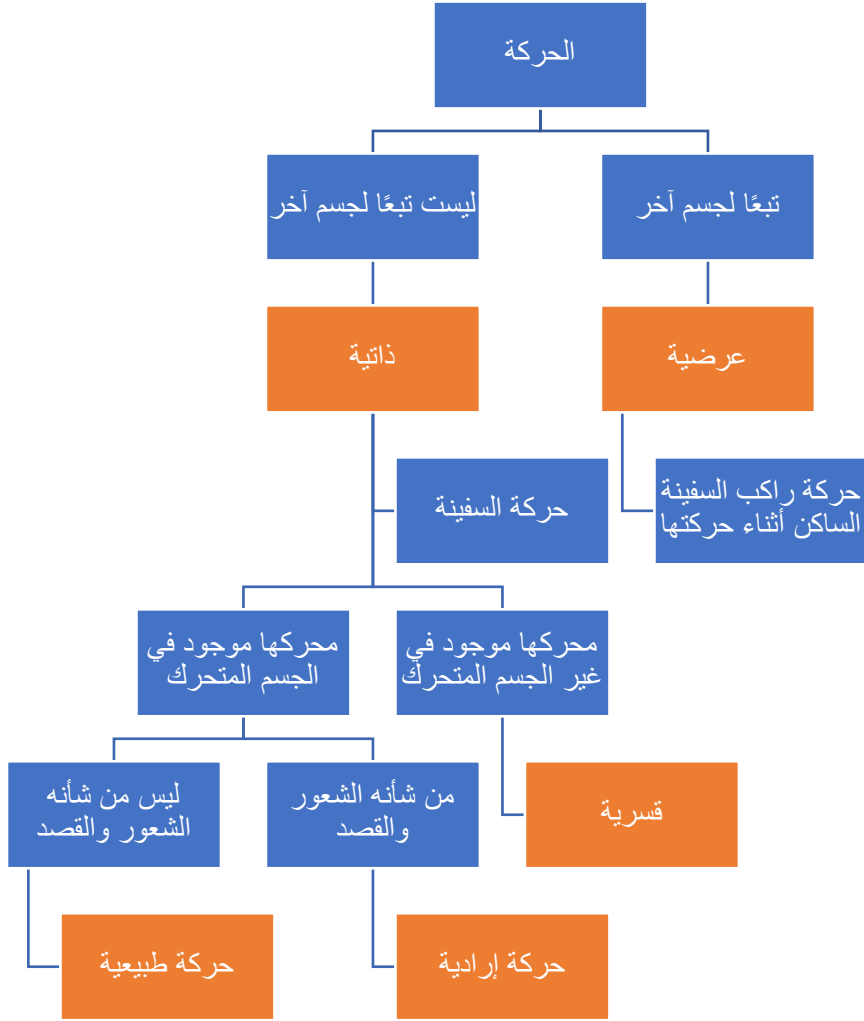 الحركة
تبعًا لجسم آخر
ليست تبعًا لجسم آخر
عرضية
ذاتية
حركة راكب السفينة
الساكن أثناء حركتها
حركة السفينة
محركها موجود في
غير الجسم المتحرك
محركها موجود في
الجسم المتحرك
قسرية
من شأنه الشعور
والقصد
ليس من شأنه
الشعور والقصد
حركة إرادية
حركة طبيعية